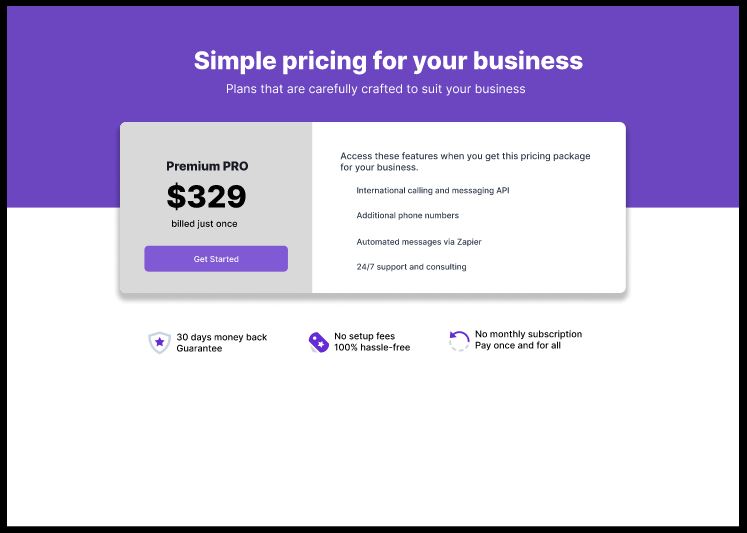 Simple pricing for your business
Plans that are carefully crafted to suit your business
Premium PRO
$329
billed just once
Get Started
Access these features when you get this pricing package
for your business.
International calling and messaging API
Additional phone numbers
Automated messages via Zapier
24/7 support and consulting
30 days money back
Guarantee
No setup fees
100% hassle-free
No monthly subscription
Pay once and for all